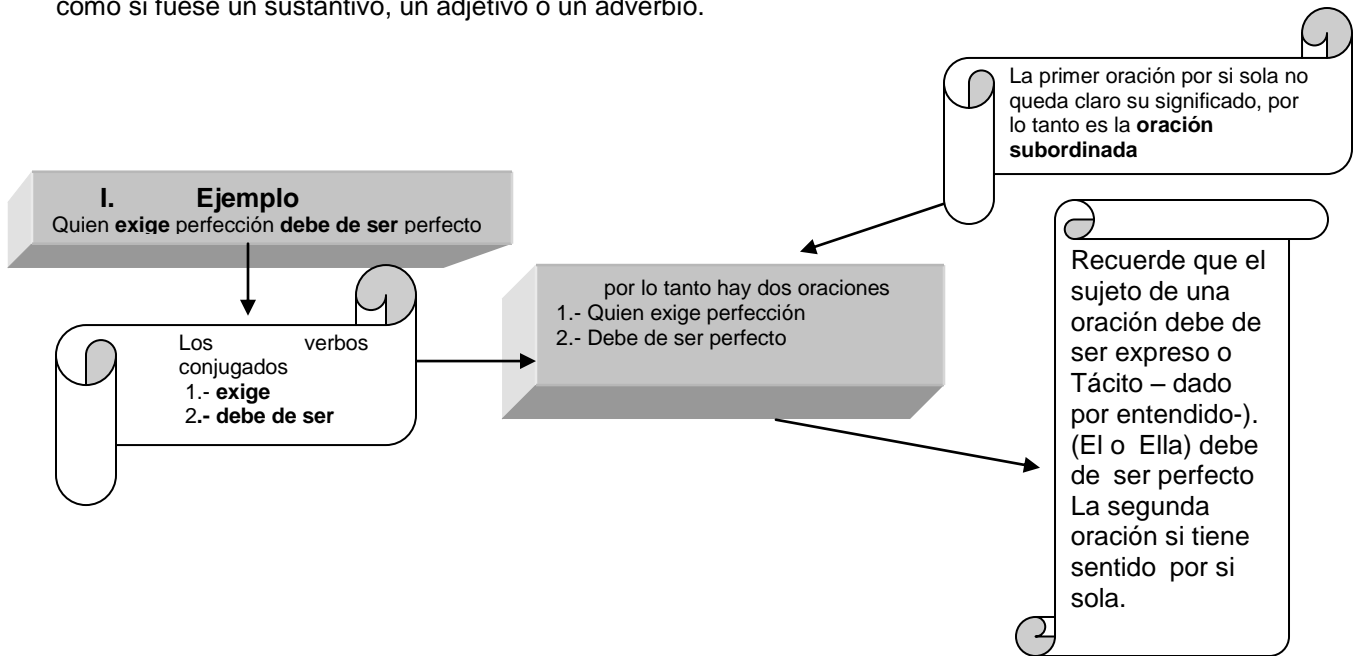 como si fuese un sustantivo, un adjetivo o un adverbio.
La primer oración por si sola no
queda claro su significado, por
lo tanto es la oración
subordinada
I. Ejemplo
Quien exige perfección debe de ser perfecto
Los verbos
conjugados
1.- exige
2.- debe de ser
por lo tanto hay dos oraciones
1.- Quien exige perfección
2.- Debe de ser perfecto
Recuerde que el
sujeto de una
oración debe de
ser expreso o
Tácito – dado
por entendido-).
(El o Ella) debe
de ser perfecto
La segunda
oración si tiene
sentido por si
sola.